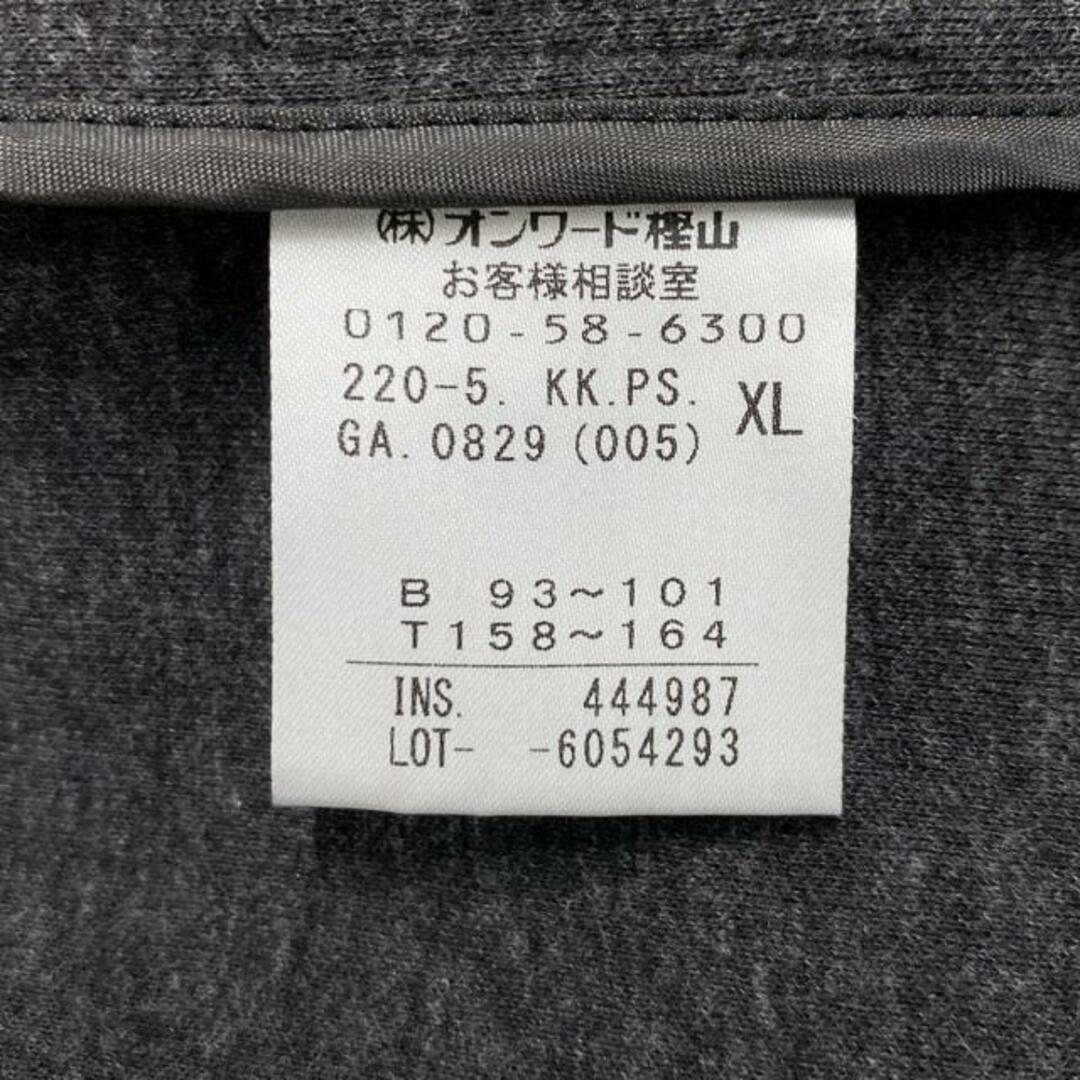 (株)オンワード樫山
お客様相談室
0120-58-6300
220-5. KK.PS.
GA.0829(005) XL
B 93~101
T158~164
INS. 444987
LOT- -6054293